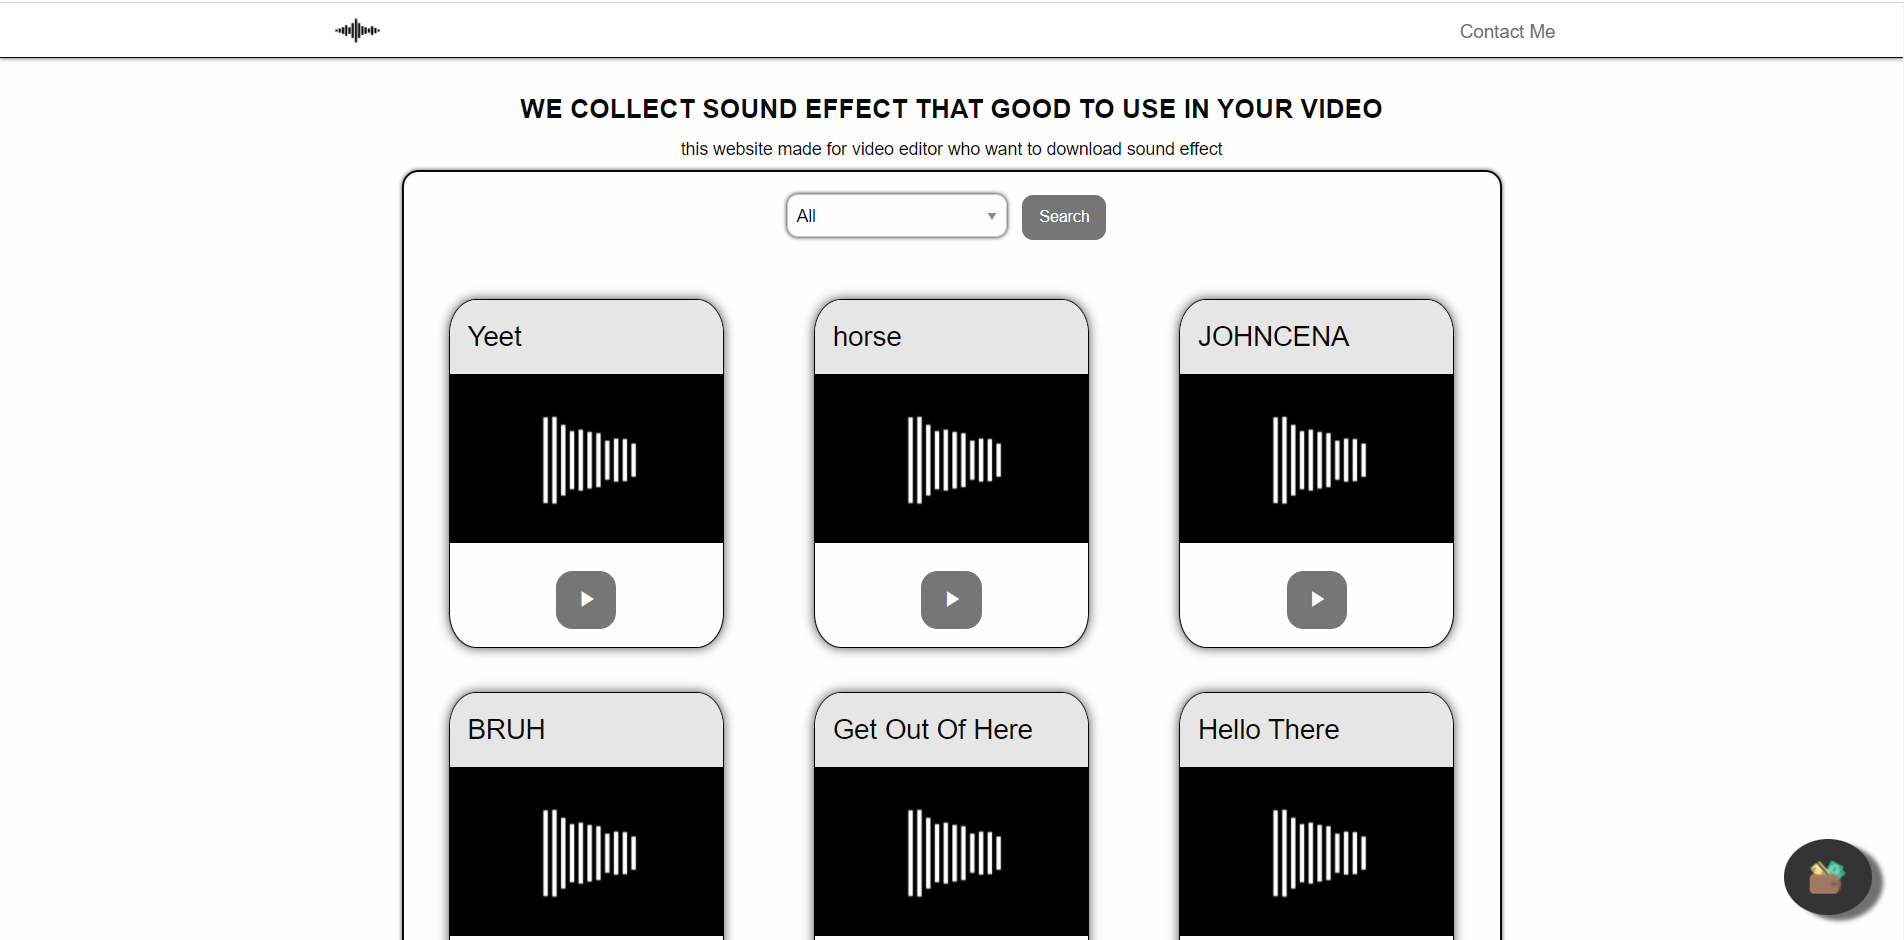 Contact Me
WE COLLECT SOUND EFFECT THAT GOOD TO USE IN YOUR VIDEO
this website made for video editor who want to download sound effect
All
Search
Yeet
horse
JOHNCENA
BRUH
Get Out Of Here
Hello There